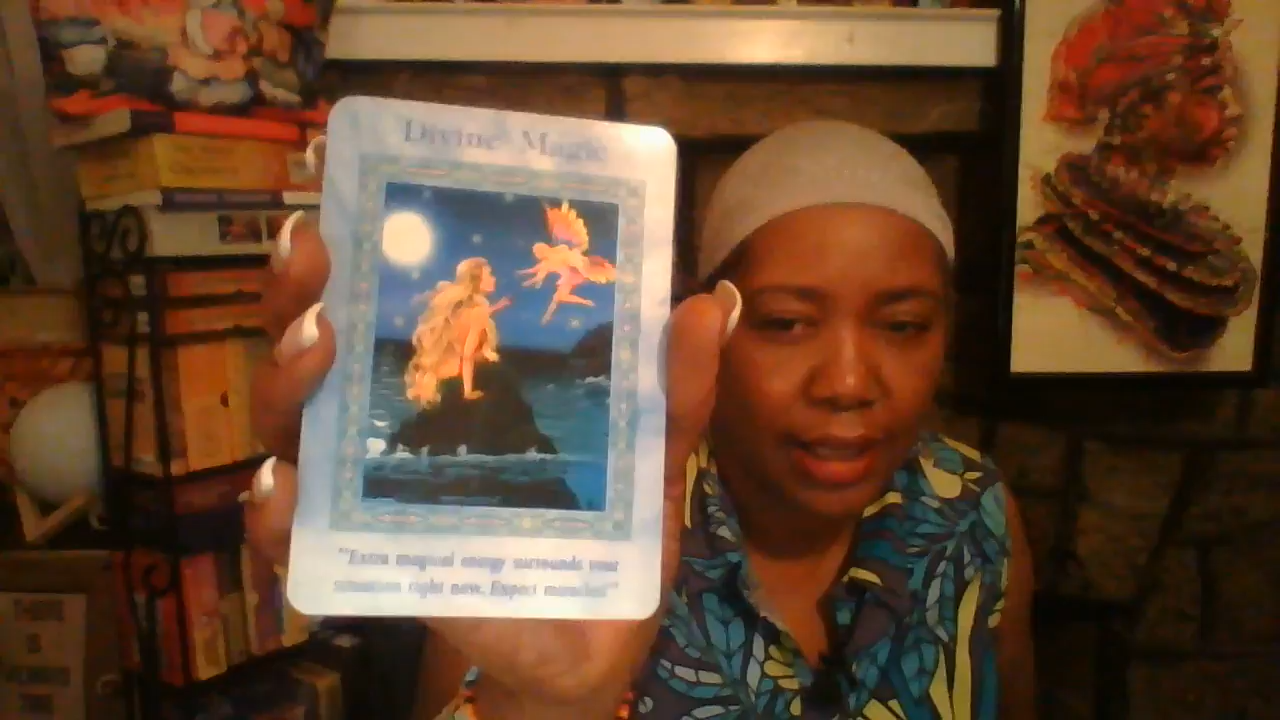 Divine Magic
"Extra magical energy surrounds your
situation right now. Expect miracles!"